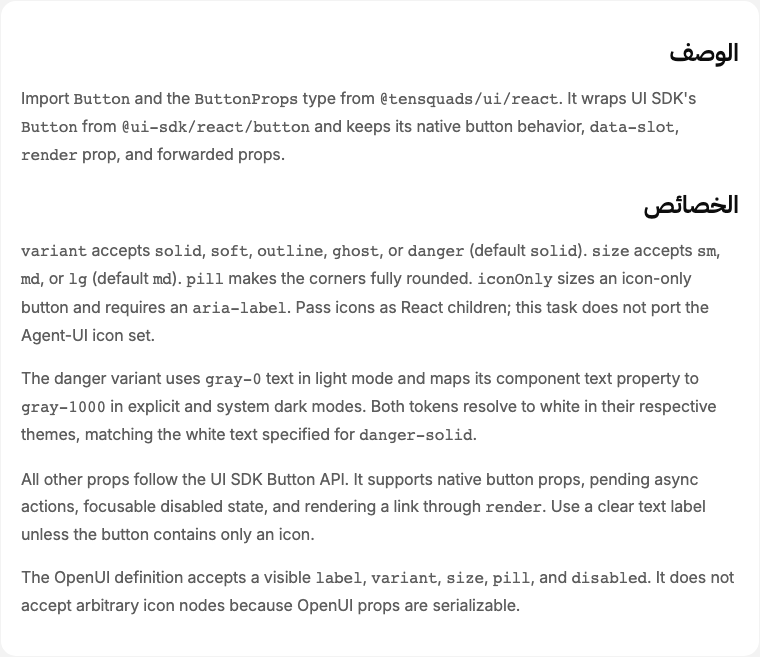 الوصف
Import Button and the ButtonProps type from @tensquads/ui/react. It wraps UI SDK's
Button from @ui-sdk/react/button and keeps its native button behavior, data-slot,
render prop, and forwarded props.
الخصائص
variant accepts solid, soft, outline, ghost, or danger (default solid). size accepts sm,
md, or lg (default md). pill makes the corners fully rounded. iconOnly sizes an icon-only
button and requires an aria-label. Pass icons as React children; this task does not port the
Agent-UI icon set.
The danger variant uses gray-0 text in light mode and maps its component text property to
gray-1000 in explicit and system dark modes. Both tokens resolve to white in their respective
themes, matching the white text specified for danger-solid.
All other props follow the UI SDK Button API. It supports native button props, pending async
actions, focusable disabled state, and rendering a link through render. Use a clear text label
unless the button contains only an icon.
The OpenUI definition accepts a visible label, variant, size, pill, and disabled. It does not
accept arbitrary icon nodes because OpenUI props are serializable.